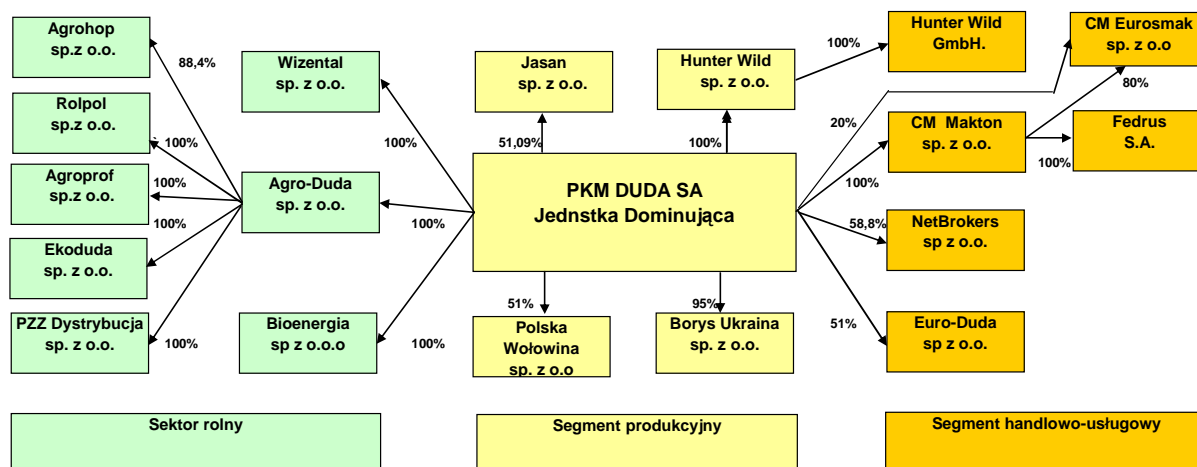 Agrohop
sp.z o.o.
Rolpol
sp.z o.o.
Agroprof
sp.z o.o.
Ekoduda
sp. z o.o.
PZZ Dystrybucja
sp. z o.o.
88,4%
100%
100%
100%
100%
Wizental
sp. z o.o.
Agro-Duda
sp. z o.o.
Bioenergia
sp z o.o.o
100%
100%
100%
Jasan
sp. z o.o.
51,09%
Hunter Wild
sp. z o.o.
100%
100%
PKM DUDA SA
Jednstka Dominująca
51%
Polska
Wołowina
sp. z o.o
95%
Borys Ukraina
sp. z o.o.
Hunter Wild
GmbH.
CM Eurosmak
sp. z o.o
80%
20%
CM Makton
sp. z o.o.
100%
Fedrus
S.A.
100%
58,8%
NetBrokers
sp z o.o.
51%
Euro-Duda
sp z o.o.
Sektor rolny
Segment produkcyjny
Segment handlowo-usługowy